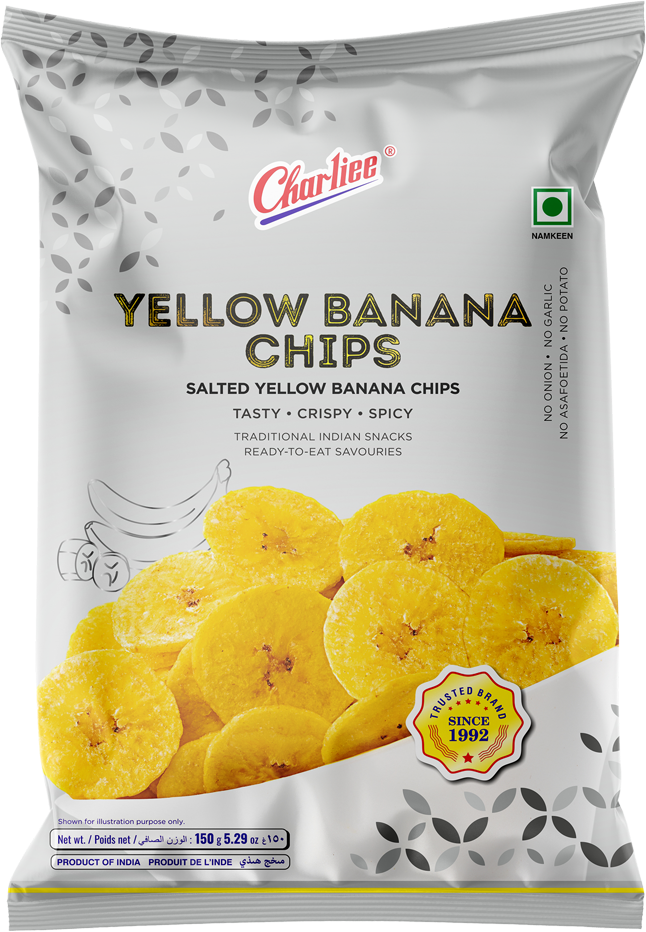 Charliee®
NAMKEEN
YELLOW BANANA
CHIPS
SALTED YELLOW BANANA CHIPS
TASTY • CRISPY • SPICY
TRADITIONAL INDIAN SNACKS
READY-TO-EAT SAVOURIES
NO ONION • NO GARLIC
NO ASAFOETIDA • NO POTATO
TRUSTED BRAND
SINCE
1992
Shown for illustration purpose only.
Net wt. / Poids net / الوزن الصافي : 150 g 5.29 oz ١٥٠ غ
PRODUCT OF INDIA PRODUIT DE L'INDE